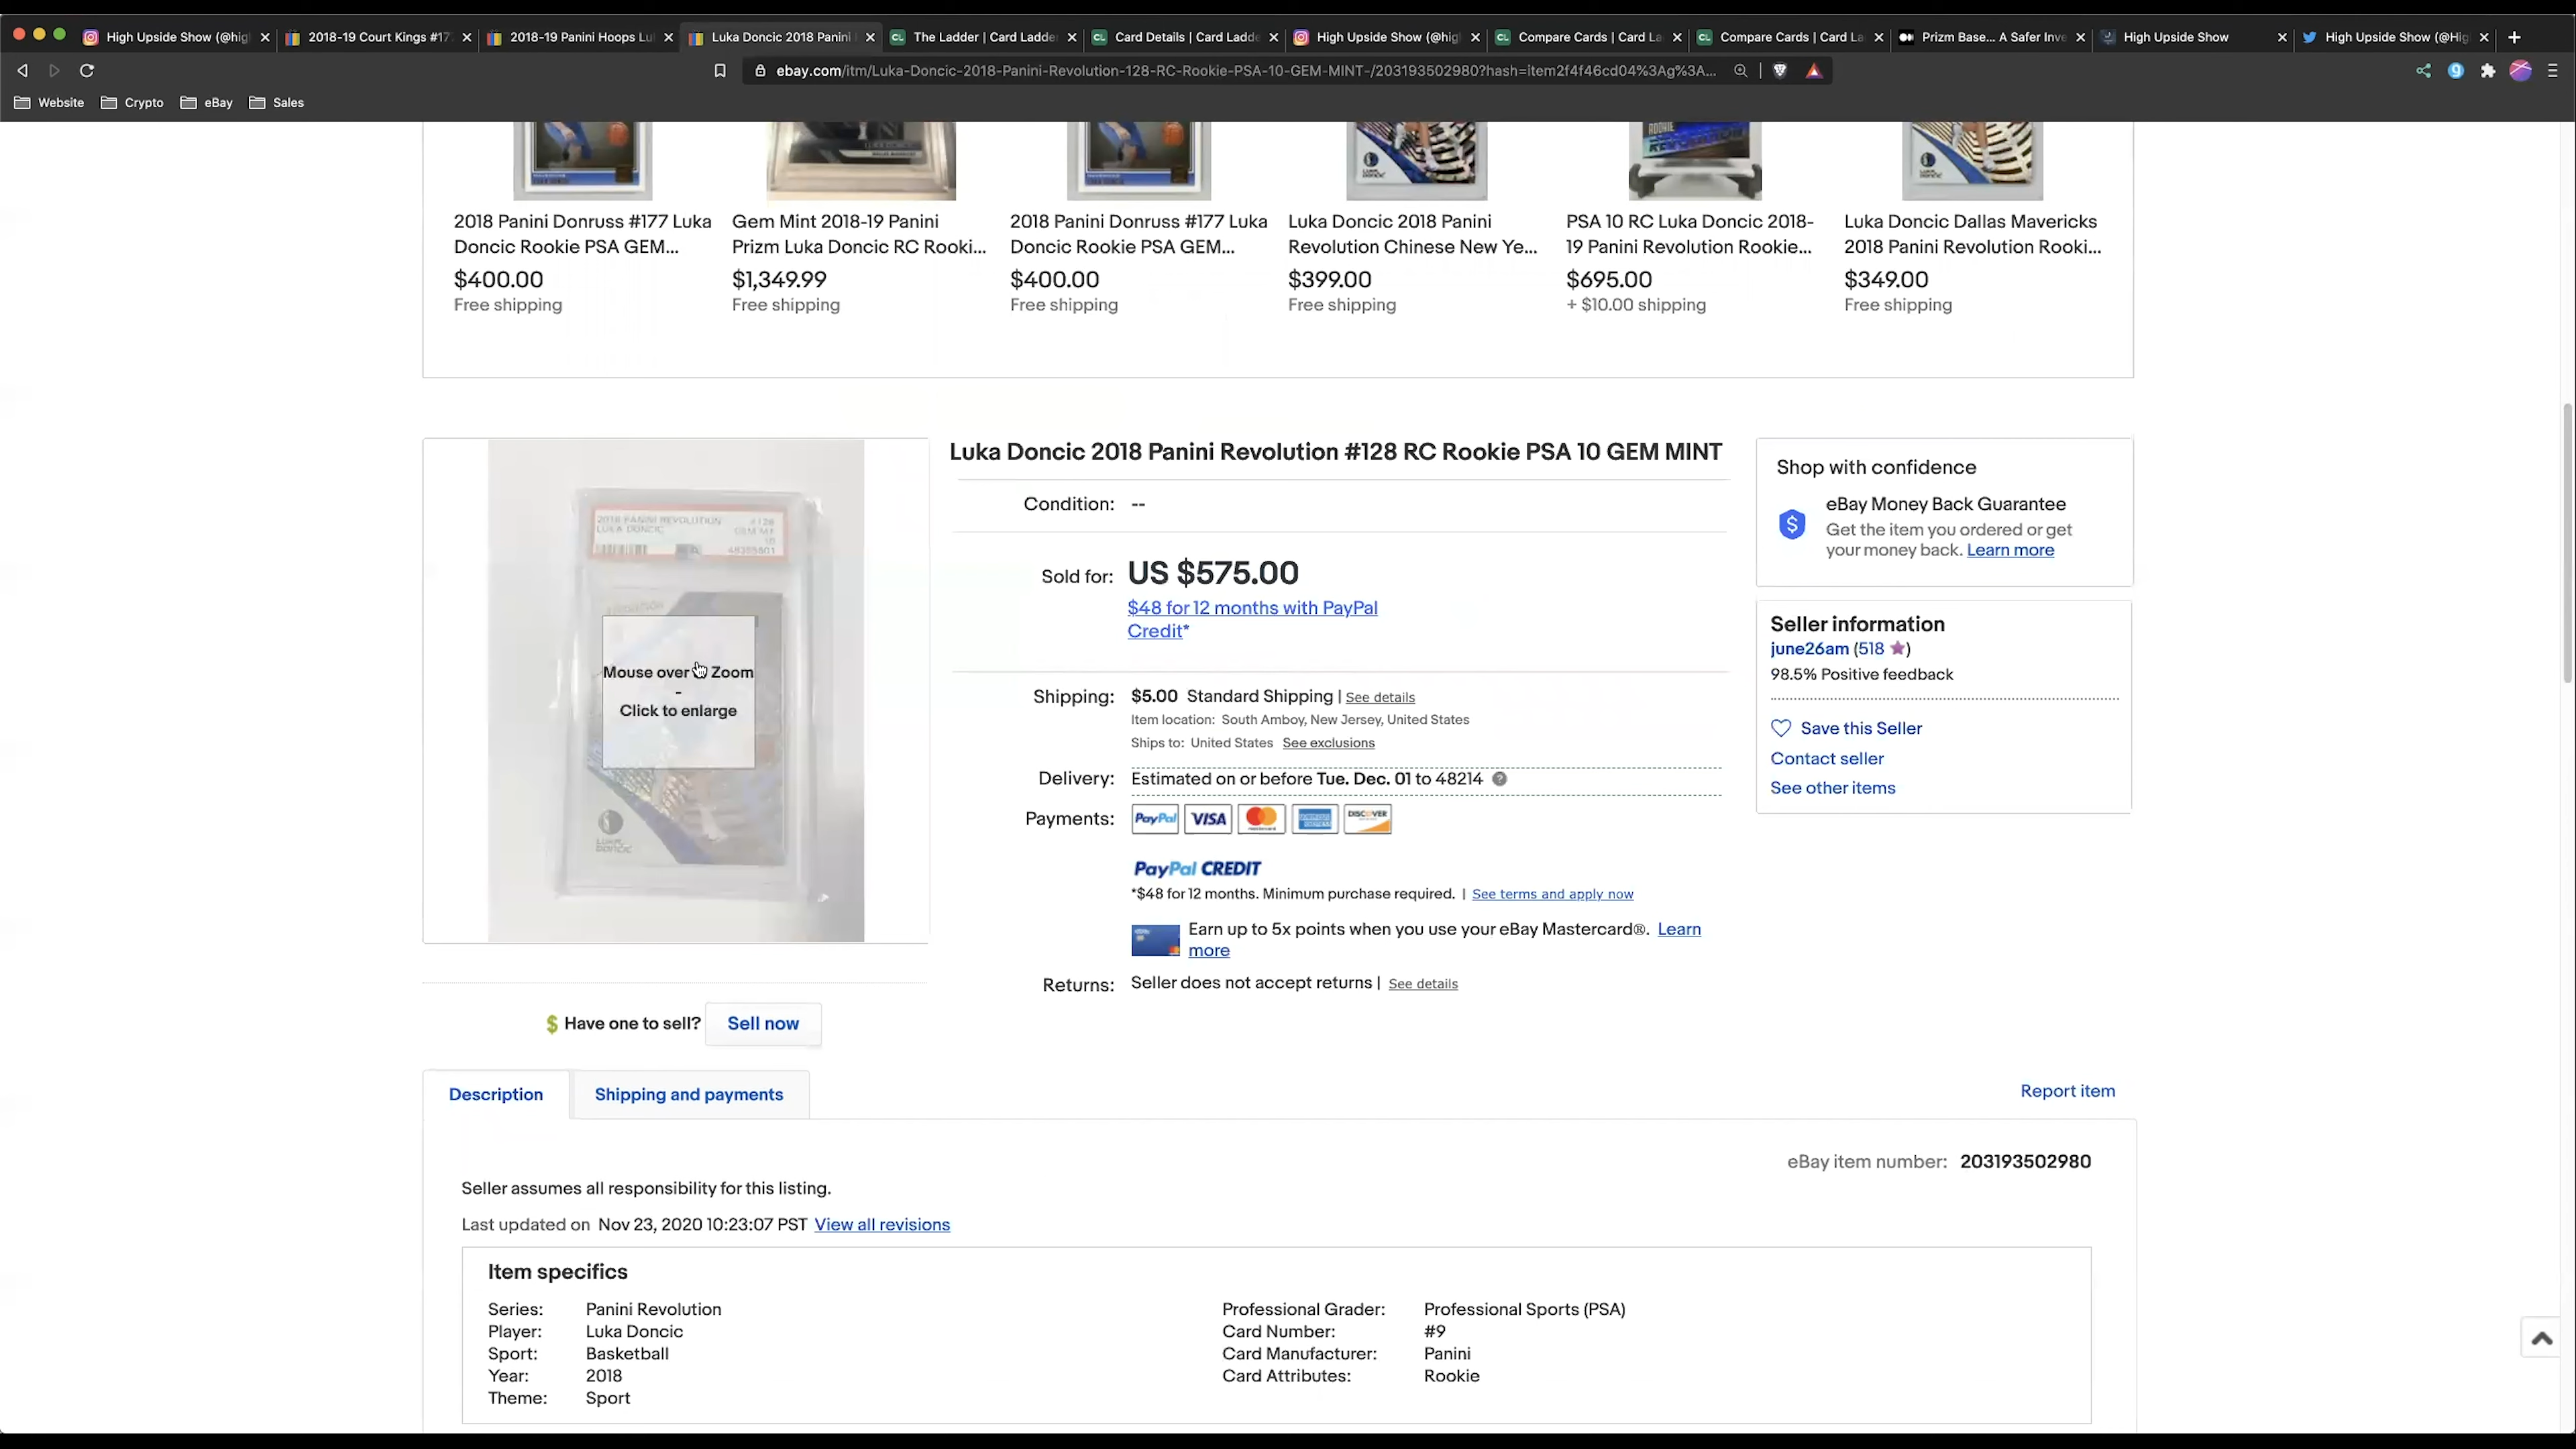 High Upside Show (@hig
2018-19 Court Kings #17
2018-19 Panini Hoops Lu
Luka Doncic 2018 Panini
The Ladder | Card Ladde
Card Details | Card Ladde
High Upside Show (@hig
Compare Cards | Card La
Compare Cards | Card La
Prizm Base... A Safer Inve
High Upside Show
High Upside Show (@Hig
ebay.com/itm/Luka-Doncic-2018-Panini-Revolution-128-RC-Rookie-PSA-10-GEM-MINT-/203193502980?hash=item2f4f46cd04%3Ag%3A...
Website Crypto eBay Sales
2018 Panini Donruss #177 Luka
Doncic Rookie PSA GEM...
$400.00
Free shipping
Gem Mint 2018-19 Panini
Prizm Luka Doncic RC Rooki...
$1,349.99
Free shipping
2018 Panini Donruss #177 Luka
Doncic Rookie PSA GEM...
$400.00
Free shipping
Luka Doncic 2018 Panini
Revolution Chinese New Ye...
$399.00
Free shipping
PSA 10 RC Luka Doncic 2018-
19 Panini Revolution Rookie...
$695.00
+ $10.00 shipping
Luka Doncic Dallas Mavericks
2018 Panini Revolution Rooki...
$349.00
Free shipping
2018 PANINI REVOLUTION #128
LUKA DONCIC GEM MT
10
Mouse over Zoom
-
Click to enlarge
LUKA
DONCIC
Luka Doncic 2018 Panini Revolution #128 RC Rookie PSA 10 GEM MINT
Condition: --
Sold for: US $575.00
$48 for 12 months with PayPal
Credit*
Shipping: $5.00 Standard Shipping | See details
Item location: South Amboy, New Jersey, United States
Ships to: United States See exclusions
Delivery: Estimated on or before Tue. Dec. 01 to 48214
Payments: PayPal VISA DISCOVER
PayPal CREDIT
*$48 for 12 months. Minimum purchase required. | See terms and apply now
Earn up to 5x points when you use your eBay Mastercard®. Learn
more
Returns: Seller does not accept returns | See details
Shop with confidence
eBay Money Back Guarantee
Get the item you ordered or get
your money back. Learn more
Seller information
june26am (518)
98.5% Positive feedback
Save this Seller
Contact seller
See other items
Have one to sell? Sell now
Description Shipping and payments
Report item
eBay item number: 203193502980
Seller assumes all responsibility for this listing.
Last updated on Nov 23, 2020 10:23:07 PST View all revisions
Item specifics
Series: Panini Revolution
Player: Luka Doncic
Sport: Basketball
Year: 2018
Theme: Sport
Professional Grader: Professional Sports (PSA)
Card Number: #9
Card Manufacturer: Panini
Card Attributes: Rookie